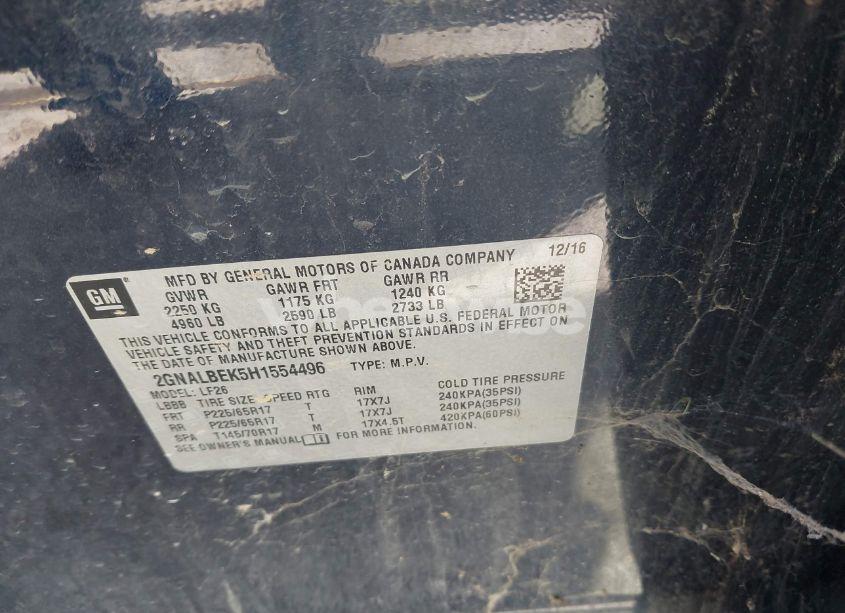 GM
MFD BY GENERAL MOTORS OF CANADA COMPANY 12/16
GVWR GAWR FRT GAWR RR
2250 KG 1175 KG 1240 KG
4960 LB 2690 LB 2733 LB
THIS VEHICLE CONFORMS TO ALL APPLICABLE U.S. FEDERAL MOTOR
VEHICLE SAFETY AND THEFT PREVENTION STANDARDS IN EFFECT ON
THE DATE OF MANUFACTURE SHOWN ABOVE.
2GNALBEK5H1554496 TYPE: M.P.V.
MODEL: LF26
LBBB TIRE SIZE SPEED RTG RIM COLD TIRE PRESSURE
FRT P225/65R17 T 17X7J 240KPA(35PSI)
RR P225/65R17 T 17X7J 240KPA(35PSI)
SPA T145/70R17 M 17X4.5T 420KPA(60PSI)
SEE OWNER'S MANUAL FOR MORE INFORMATION.